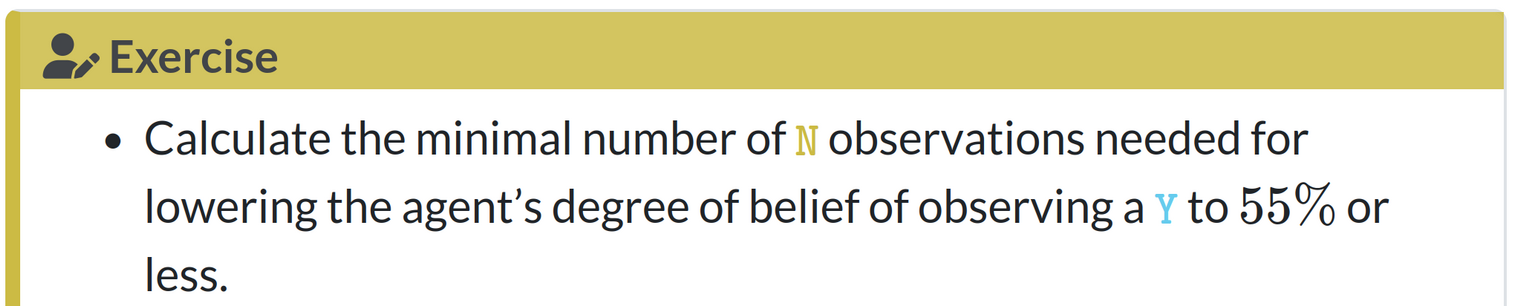 Exercise
• Calculate the minimal number of N observations needed for
lowering the agent’s degree of belief of observing a Y to 55% or
less.